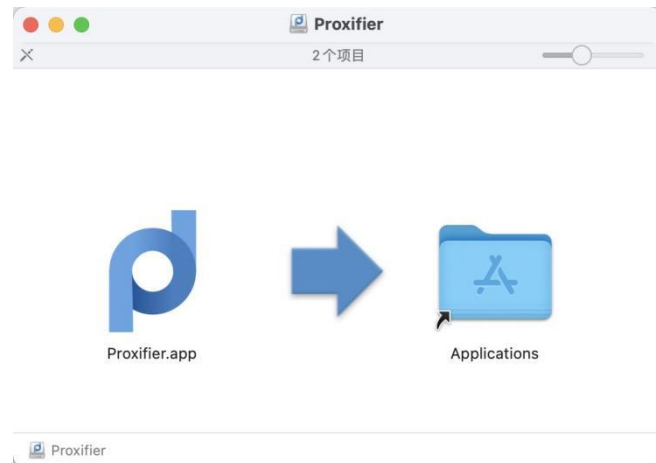 Proxifier
2个项目
Proxifier.app
Applications
Proxifier